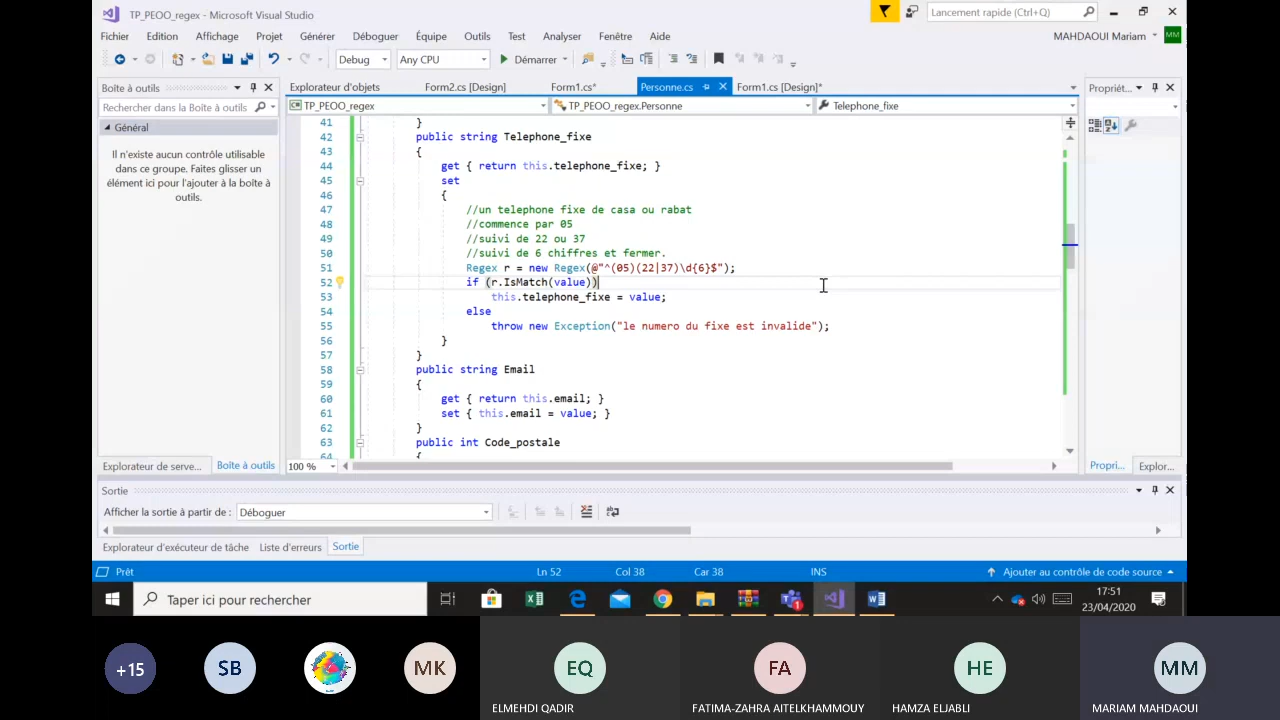 TP_PEOO_regex - Microsoft Visual Studio
Lancement rapide (Ctrl+Q)
Fichier Edition Affichage Projet Générer Déboguer Équipe Outils Test Analyser Fenêtre Aide
MAHDAOUI Mariam MM
Debug Any CPU Démarrer
Boîte à outils
Explorateur d'objets Form2.cs [Design] Form1.cs* Personne.cs Form1.cs [Design]*
Propriét...
Rechercher dans la Boîte à outils
TP_PEOO_regex TP_PEOO_regex.Personne Telephone_fixe
Général
Il n'existe aucun contrôle utilisable
dans ce groupe. Faites glisser un
élément ici pour l'ajouter à la boîte à
outils.
41 }
42 public string Telephone_fixe
43 {
44 get { return this.telephone_fixe; }
45 set
46 {
47 //un telephone fixe de casa ou rabat
48 //commence par 05
49 //suivi de 22 ou 37
50 //suivi de 6 chiffres et fermer.
51 Regex r = new Regex(@"^(05)(22|37)\d{6}$");
52 if (r.IsMatch(value))
53 this.telephone_fixe = value;
54 else
55 throw new Exception("le numero du fixe est invalide");
56 }
57 }
58 public string Email
59 {
60 get { return this.email; }
61 set { this.email = value; }
62 }
63 public int Code_postale
64 {
Explorateur de serve... Boîte à outils
100 %
Propri... Explor...
Sortie
Afficher la sortie à partir de : Déboguer
Explorateur d'exécuteur de tâche Liste d'erreurs Sortie
Prêt Ln 52 Col 38 Car 38 INS Ajouter au contrôle de code source
Taper ici pour rechercher
17:51
23/04/2020
+15 SB MK EQ FA HE MM
ELMEHDI QADIR FATIMA-ZAHRA AITELKHAMMOUY HAMZA ELJABLI MARIAM MAHDAOUI